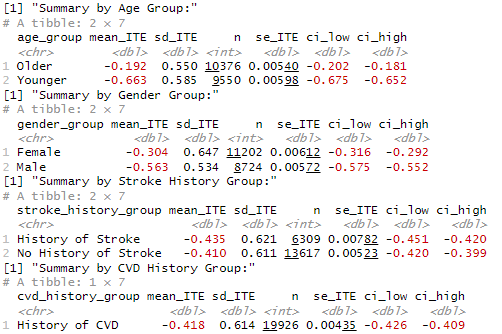 [1] "Summary by Age Group:"
# A tibble: 2 × 7
age_group mean_ITE sd_ITE n se_ITE ci_low ci_high
<chr> <dbl> <dbl> <int> <dbl> <dbl> <dbl>
1 Older -0.192 0.550 10376 0.00540 -0.202 -0.181
2 Younger -0.663 0.585 9550 0.00598 -0.675 -0.652
[1] "Summary by Gender Group:"
# A tibble: 2 × 7
gender_group mean_ITE sd_ITE n se_ITE ci_low ci_high
<chr> <dbl> <dbl> <int> <dbl> <dbl> <dbl>
1 Female -0.304 0.647 11202 0.00612 -0.316 -0.292
2 Male -0.563 0.534 8724 0.00572 -0.575 -0.552
[1] "Summary by Stroke History Group:"
# A tibble: 2 × 7
stroke_history_group mean_ITE sd_ITE n se_ITE ci_low ci_high
<chr> <dbl> <dbl> <int> <dbl> <dbl> <dbl>
1 History of Stroke -0.435 0.621 6309 0.00782 -0.451 -0.420
2 No History of Stroke -0.410 0.611 13617 0.00523 -0.420 -0.399
[1] "Summary by CVD History Group:"
# A tibble: 1 × 7
cvd_history_group mean_ITE sd_ITE n se_ITE ci_low ci_high
<chr> <dbl> <dbl> <int> <dbl> <dbl> <dbl>
1 History of CVD -0.418 0.614 19926 0.00435 -0.426 -0.409